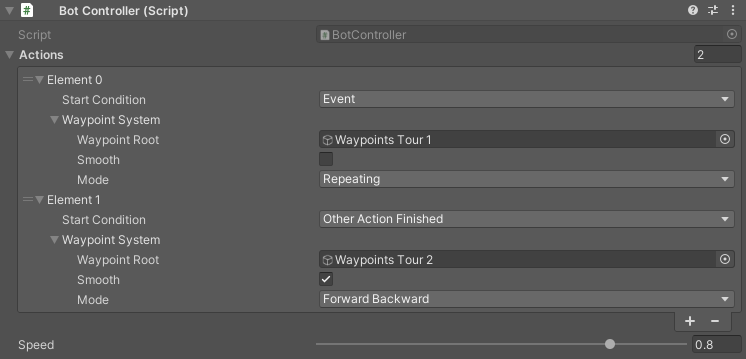 Bot Controller (Script)
Script BotController
Actions 2
Element 0
Start Condition Event
Waypoint System
Waypoint Root Waypoints Tour 1
Smooth
Mode Repeating
Element 1
Start Condition Other Action Finished
Waypoint System
Waypoint Root Waypoints Tour 2
Smooth
Mode Forward Backward
Speed 0.8